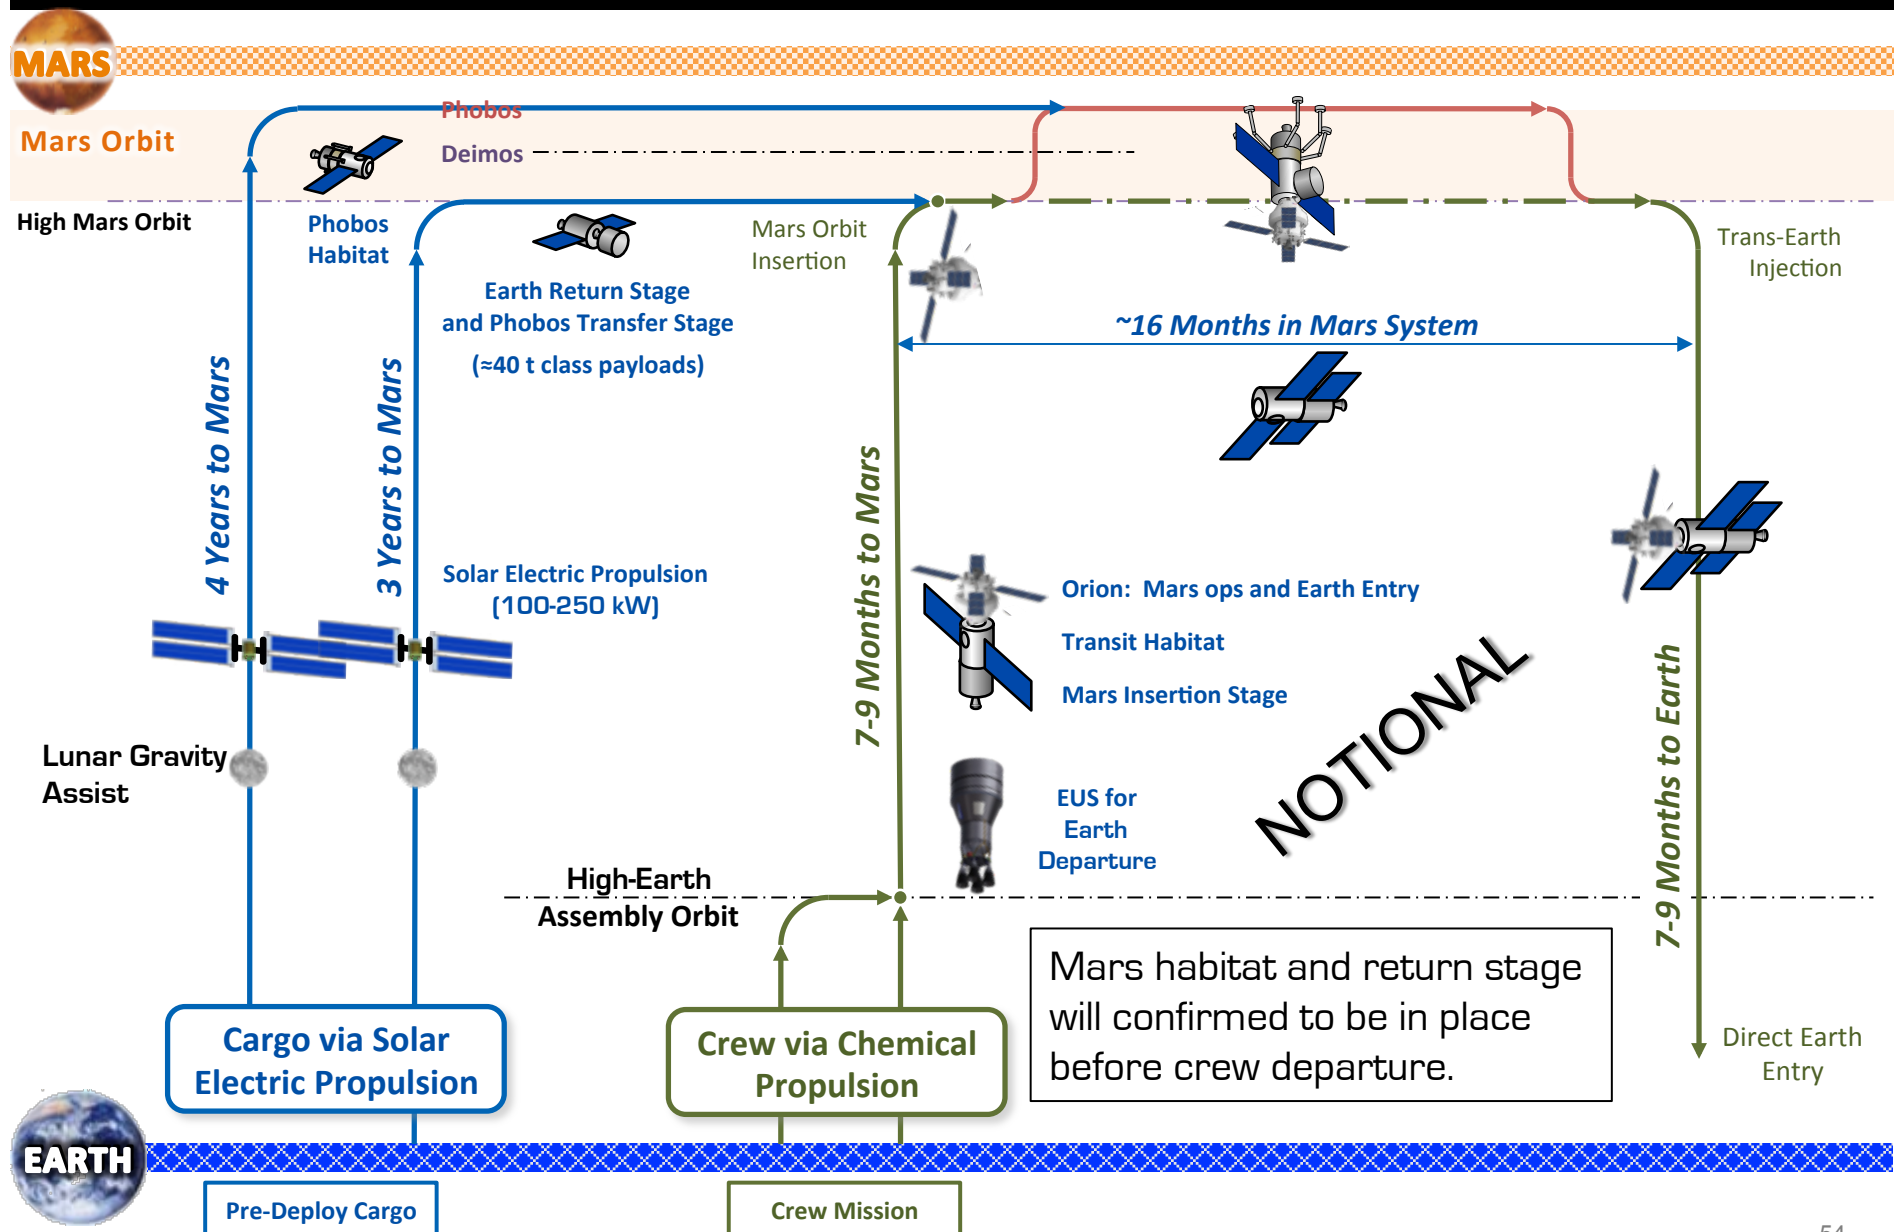 MARS
Mars Orbit
Phobos
Deimos
High Mars Orbit
Phobos
Habitat
Earth Return Stage
and Phobos Transfer Stage
(≈40 t class payloads)
Mars Orbit
Insertion
Trans-Earth
Injection
~16 Months in Mars System
4 Years to Mars
3 Years to Mars
7-9 Months to Mars
7-9 Months to Earth
Solar Electric Propulsion
(100-250 kW)
Orion: Mars ops and Earth Entry
Transit Habitat
Mars Insertion Stage
NOTIONAL
Lunar Gravity
Assist
EUS for
Earth
Departure
High-Earth
Assembly Orbit
Mars habitat and return stage
will confirmed to be in place
before crew departure.
Cargo via Solar
Electric Propulsion
Crew via Chemical
Propulsion
Direct Earth
Entry
EARTH
Pre-Deploy Cargo
Crew Mission
54